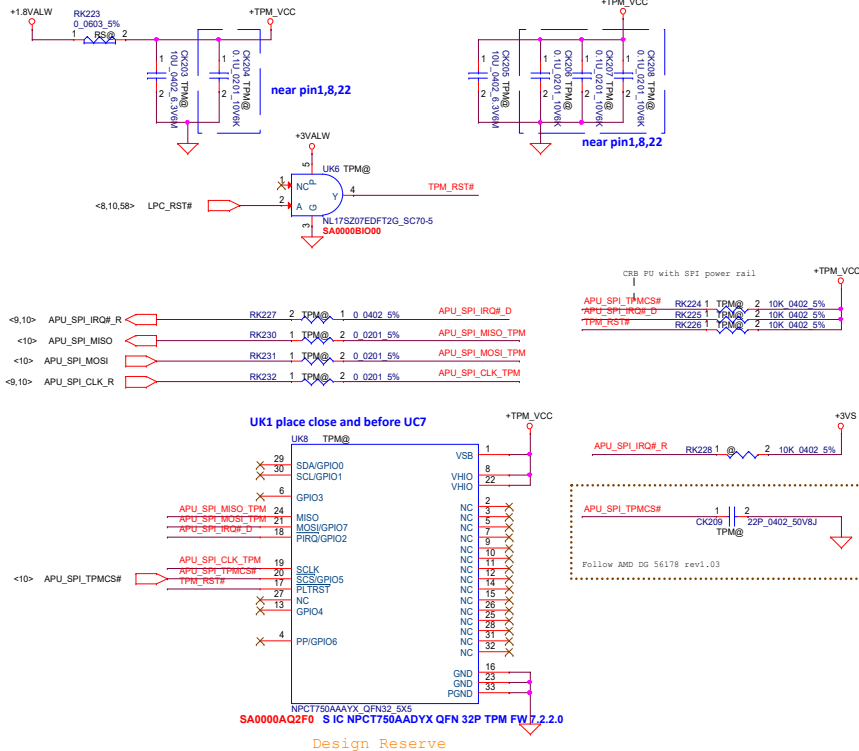 +1.8VALW
RK223
0_0603_5%
1 RS@ 2
+TPM_VCC
CK203 TPM@
10U_0402_6.3V6M
1
2
CK204 TPM@
0.1U_0201_10V6K
1
2
near pin1,8,22
+TPM_VCC
CK205 TPM@
10U_0402_6.3V6M
1
2
CK206 TPM@
0.1U_0201_10V6K
1
2
CK207 TPM@
0.1U_0201_10V6K
1
2
CK208 TPM@
0.1U_0201_10V6K
1
2
near pin1,8,22
+3VALW
5
UK6 TPM@
1 NC P
<8,10,58> LPC_RST# 2 A G Y 4 TPM_RST#
3
NL17SZ07EDFT2G_SC70-5
SA0000BIO00
CRB PU with SPI power rail
+TPM_VCC
APU_SPI_TPMCS# RK224 1 TPM@ 2 10K_0402_5%
APU_SPI_IRQ#_D RK225 1 TPM@ 2 10K_0402_5%
TPM_RST# RK226 1 TPM@ 2 10K_0402_5%
<9,10> APU_SPI_IRQ#_R RK227 2 TPM@ 1 0_0402_5% APU_SPI_IRQ#_D
<10> APU_SPI_MISO RK230 1 TPM@ 2 0_0201_5% APU_SPI_MISO_TPM
<10> APU_SPI_MOSI RK231 1 TPM@ 2 0_0201_5% APU_SPI_MOSI_TPM
<9,10> APU_SPI_CLK_R RK232 1 TPM@ 2 0_0201_5% APU_SPI_CLK_TPM
UK1 place close and before UC7
+TPM_VCC
UK8 TPM@
29 SDA/GPIO0
30 SCL/GPIO1
6 GPIO3
APU_SPI_MISO_TPM 24 MISO
APU_SPI_MOSI_TPM 21 MOSI/GPIO7
APU_SPI_IRQ#_D 18 PIRQ/GPIO2
APU_SPI_CLK_TPM 19 SCLK
<10> APU_SPI_TPMCS# APU_SPI_TPMCS# 20 SCS/GPIO5
TPM_RST# 17 PLTRST
27 NC
13 GPIO4
4 PP/GPIO6
VSB 1
VHIO 8
VHIO 22
NC 2
NC 3
NC 5
NC 7
NC 9
NC 10
NC 11
NC 12
NC 14
NC 15
NC 26
NC 25
NC 28
NC 31
NC 32
GND 16
GND 23
PGND 33
NPCT750AAAYX_QFN32_5X5
SA0000AQ2F0 S IC NPCT750AADYX QFN 32P TPM FW 7.2.2.0
Design Reserve
+3VS
APU_SPI_IRQ#_R RK228 1 @ 2 10K_0402_5%
APU_SPI_TPMCS# 1 2
CK209 22P_0402_50V8J
TPM@
Follow AMD DG 56178 rev1.03